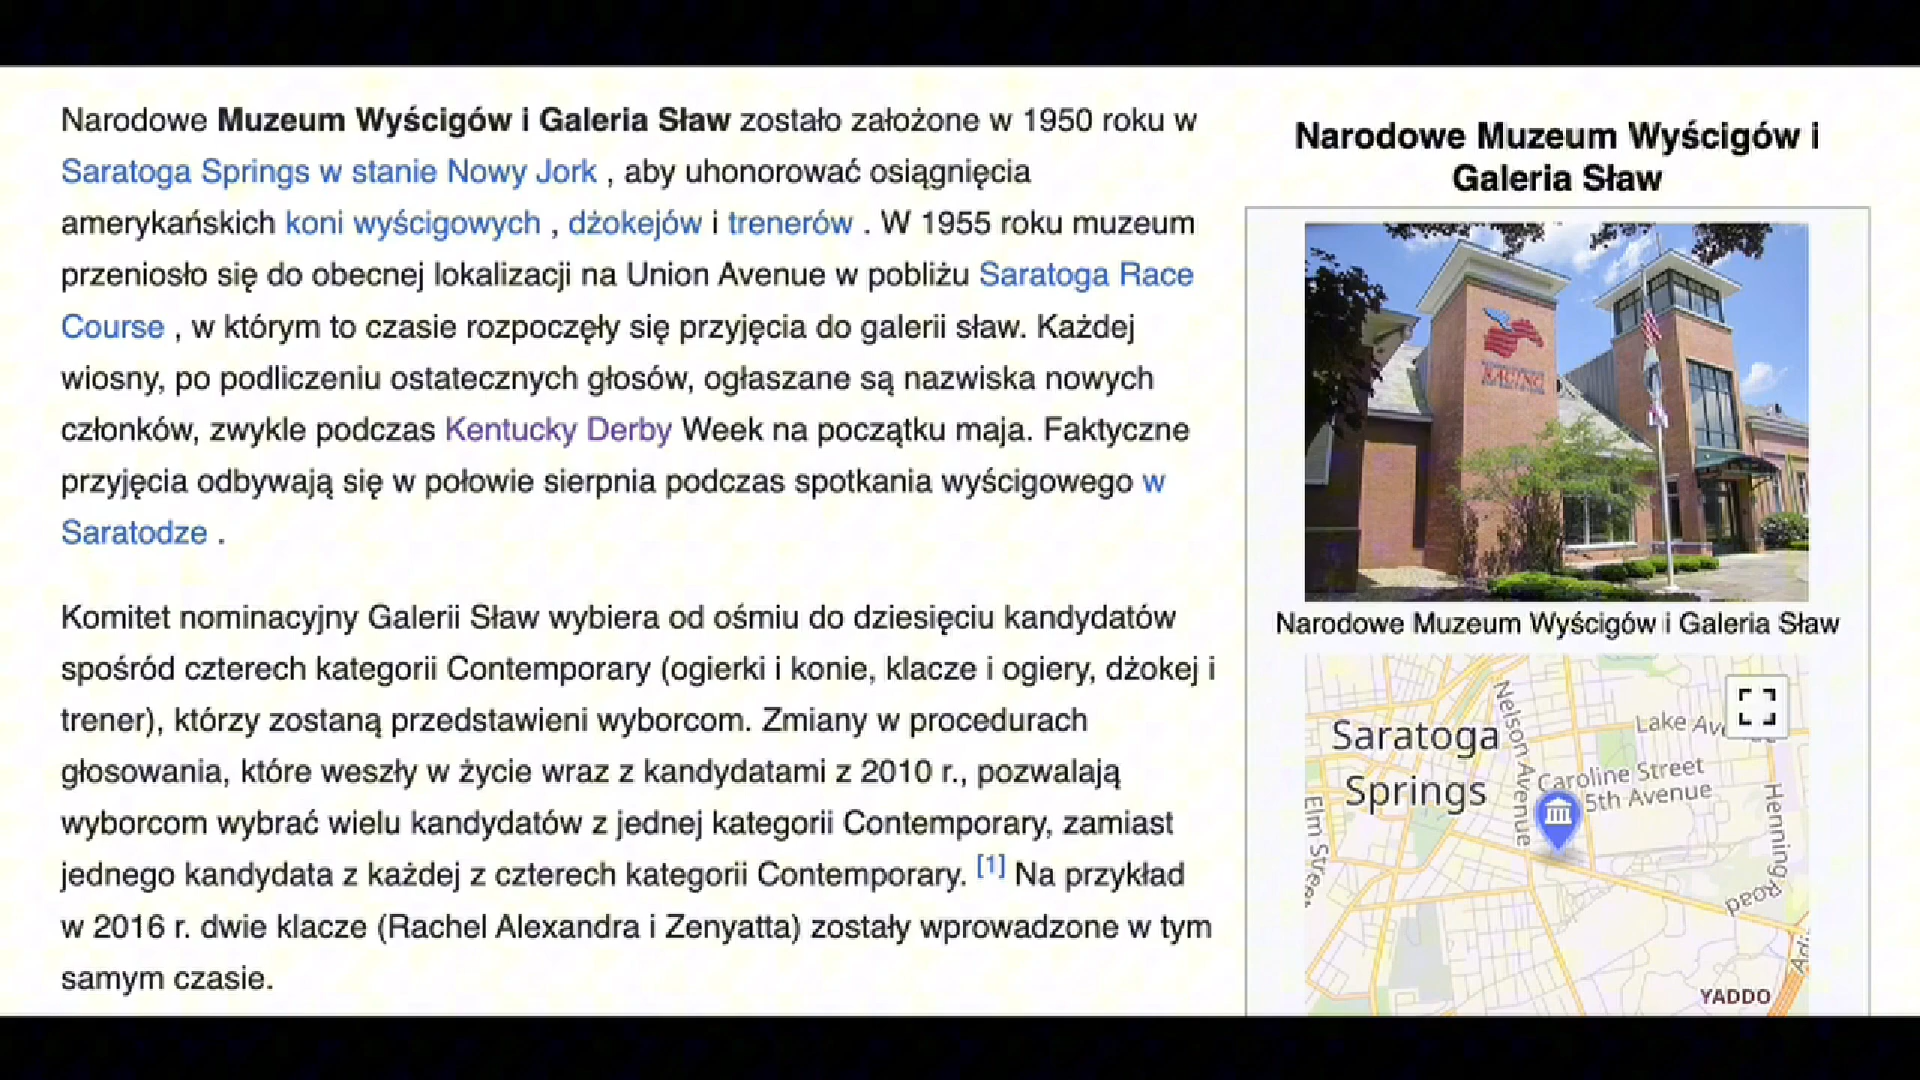 Narodowe Muzeum Wyścigów i Galeria Sław zostało założone w 1950 roku w
Saratoga Springs w stanie Nowy Jork , aby uhonorować osiągnięcia
amerykańskich koni wyścigowych , dżokejów i trenerów . W 1955 roku muzeum
przeniosło się do obecnej lokalizacji na Union Avenue w pobliżu Saratoga Race
Course , w którym to czasie rozpoczęły się przyjęcia do galerii sław. Każdej
wiosny, po podliczeniu ostatecznych głosów, ogłaszane są nazwiska nowych
członków, zwykle podczas Kentucky Derby Week na początku maja. Faktyczne
przyjęcia odbywają się w połowie sierpnia podczas spotkania wyścigowego w
Saratodze .
Komitet nominacyjny Galerii Sław wybiera od ośmiu do dziesięciu kandydatów
spośród czterech kategorii Contemporary (ogierki i konie, klacze i ogiery, dżokej i
trener), którzy zostaną przedstawieni wyborcom. Zmiany w procedurach
głosowania, które weszły w życie wraz z kandydatami z 2010 r., pozwalają
wyborcom wybrać wielu kandydatów z jednej kategorii Contemporary, zamiast
jednego kandydata z każdej z czterech kategorii Contemporary. [1] Na przykład
w 2016 r. dwie klacze (Rachel Alexandra i Zenyatta) zostały wprowadzone w tym
samym czasie.
Narodowe Muzeum Wyścigów i
Galeria Sław
RACING
Narodowe Muzeum Wyścigów i Galeria Sław
Saratoga
Springs
Nelson Avenue
Lake Av
Caroline Street
5th Avenue
Elm Stree
Henning Road
YADDO